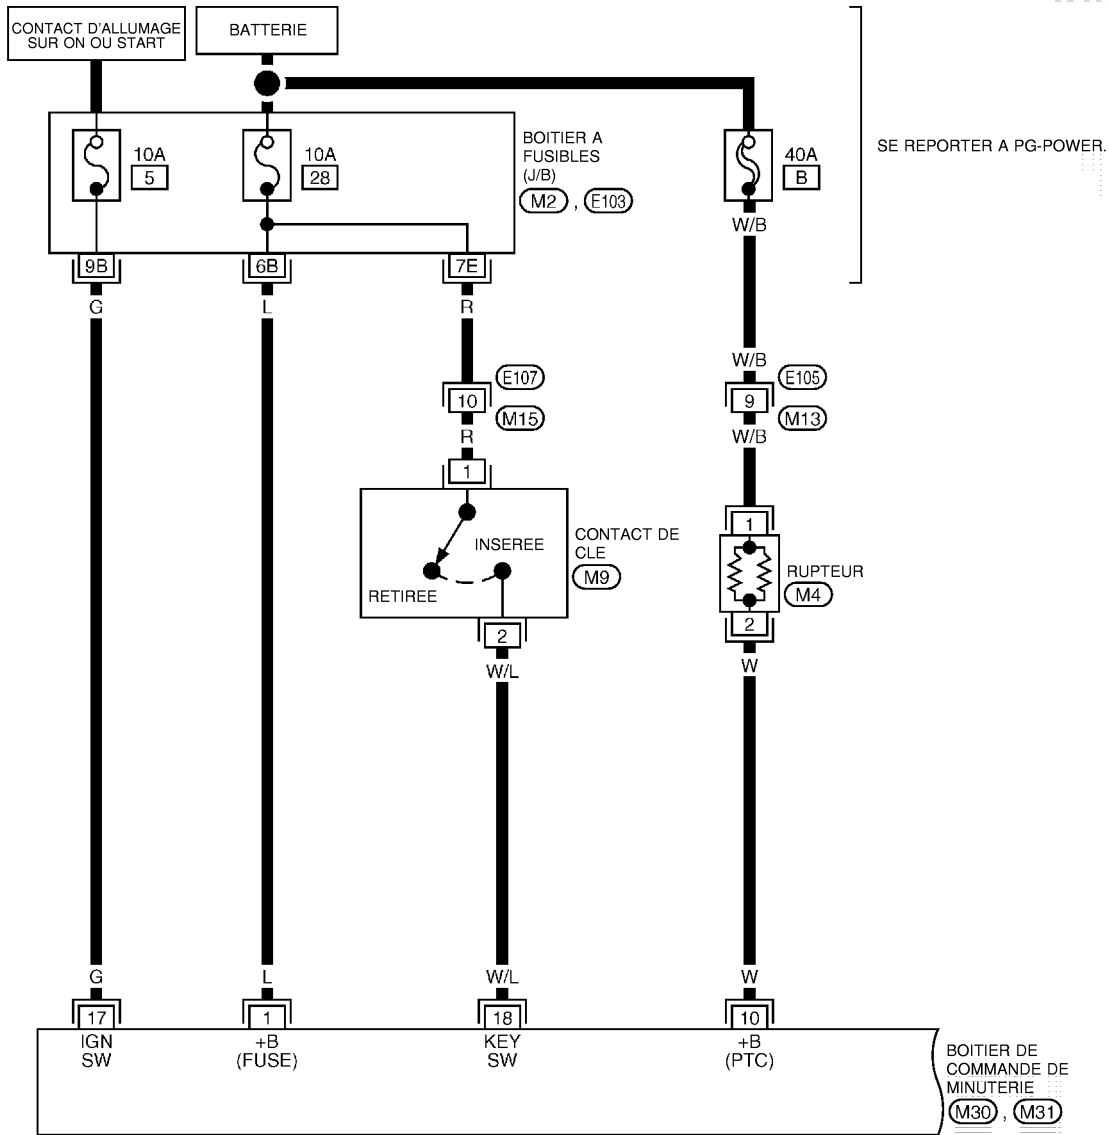 CONTACT D'ALLUMAGE
SUR ON OU START
BATTERIE
SE REPORTER A PG-POWER.
10A
5
10A
28
BOITIER A
FUSIBLES
(J/B)
M2 , E103
40A
B
W/B
9B
6B
7E
G
L
R
W/B
E107
10
M15
E105
9
M13
R
W/B
1
INSEREE
RETIREE
CONTACT DE
CLE
M9
2
W/L
1
RUPTEUR
M4
2
W
G
L
W/L
W
17
1
18
10
IGN
SW
+B
(FUSE)
KEY
SW
+B
(PTC)
BOITIER DE
COMMANDE DE
MINUTERIE
M30 , M31